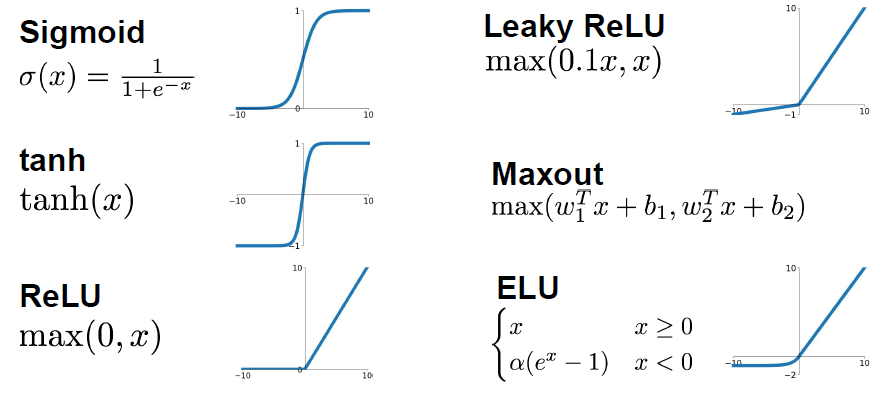 Sigmoid
σ(x) = 1/(1+e^{-x})
1
0
-10
10
tanh
tanh(x)
1
-10
10
-1
ReLU
max(0, x)
10
0
-10
10
Leaky ReLU
max(0.1x, x)
10
-10
-1
10
Maxout
max(w_1^T x + b_1, w_2^T x + b_2)
ELU
{ x x ≥ 0
α(e^x − 1) x < 0
10
-10
-2
10